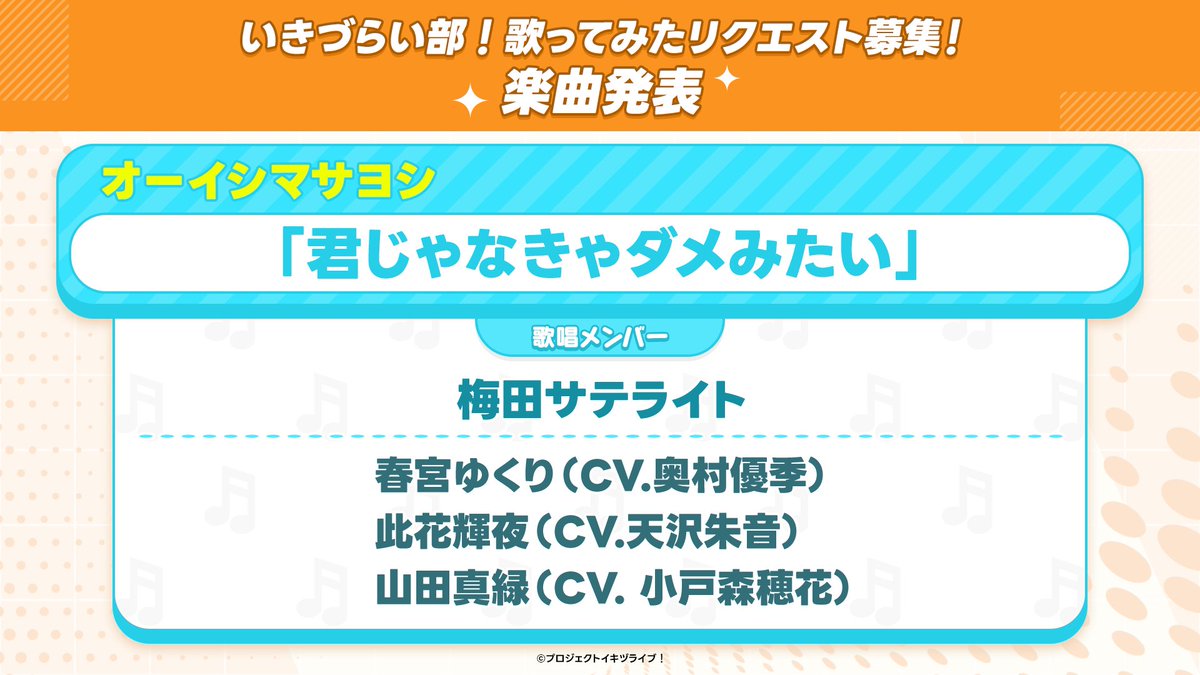 いきづらい部！歌ってみたリクエスト募集！
楽曲発表
オーイシマサヨシ
「君じゃなきゃダメみたい」
歌唱メンバー
梅田サテライト
春宮ゆくり（CV.奥村優季）
此花輝夜（CV.天沢朱音）
山田真緑（CV. 小戸森穂花）
©プロジェクトイキヅライブ！